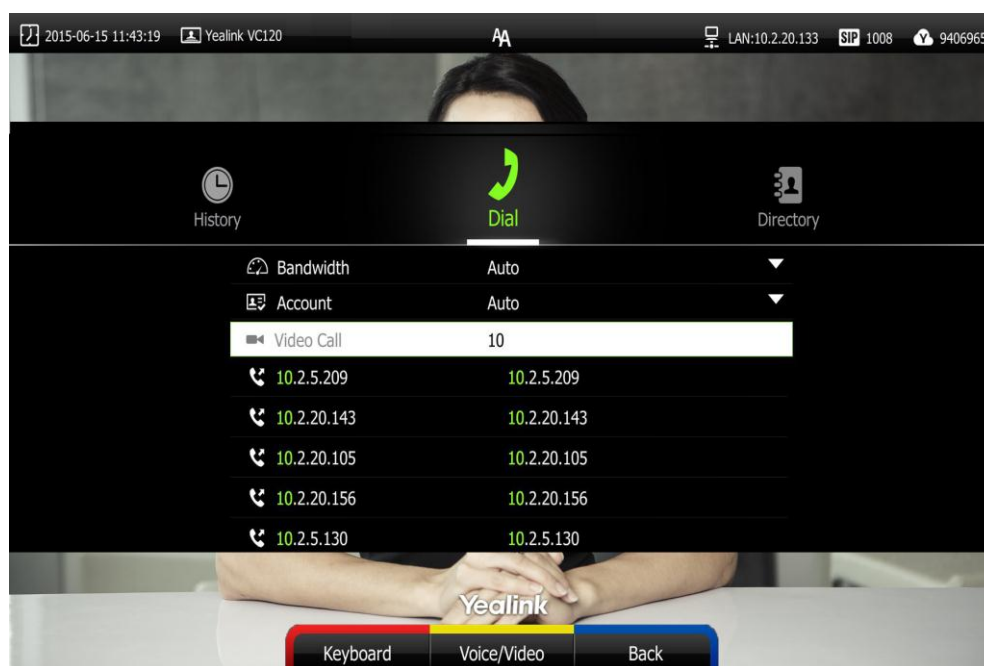 2015-06-15 11:43:19 Yealink VC120 AA LAN:10.2.20.133 SIP 1008 Y 9406965
History Dial Directory
Bandwidth Auto
Account Auto
Video Call 10
10.2.5.209 10.2.5.209
10.2.20.143 10.2.20.143
10.2.20.105 10.2.20.105
10.2.20.156 10.2.20.156
10.2.5.130 10.2.5.130
Yealink
Keyboard Voice/Video Back